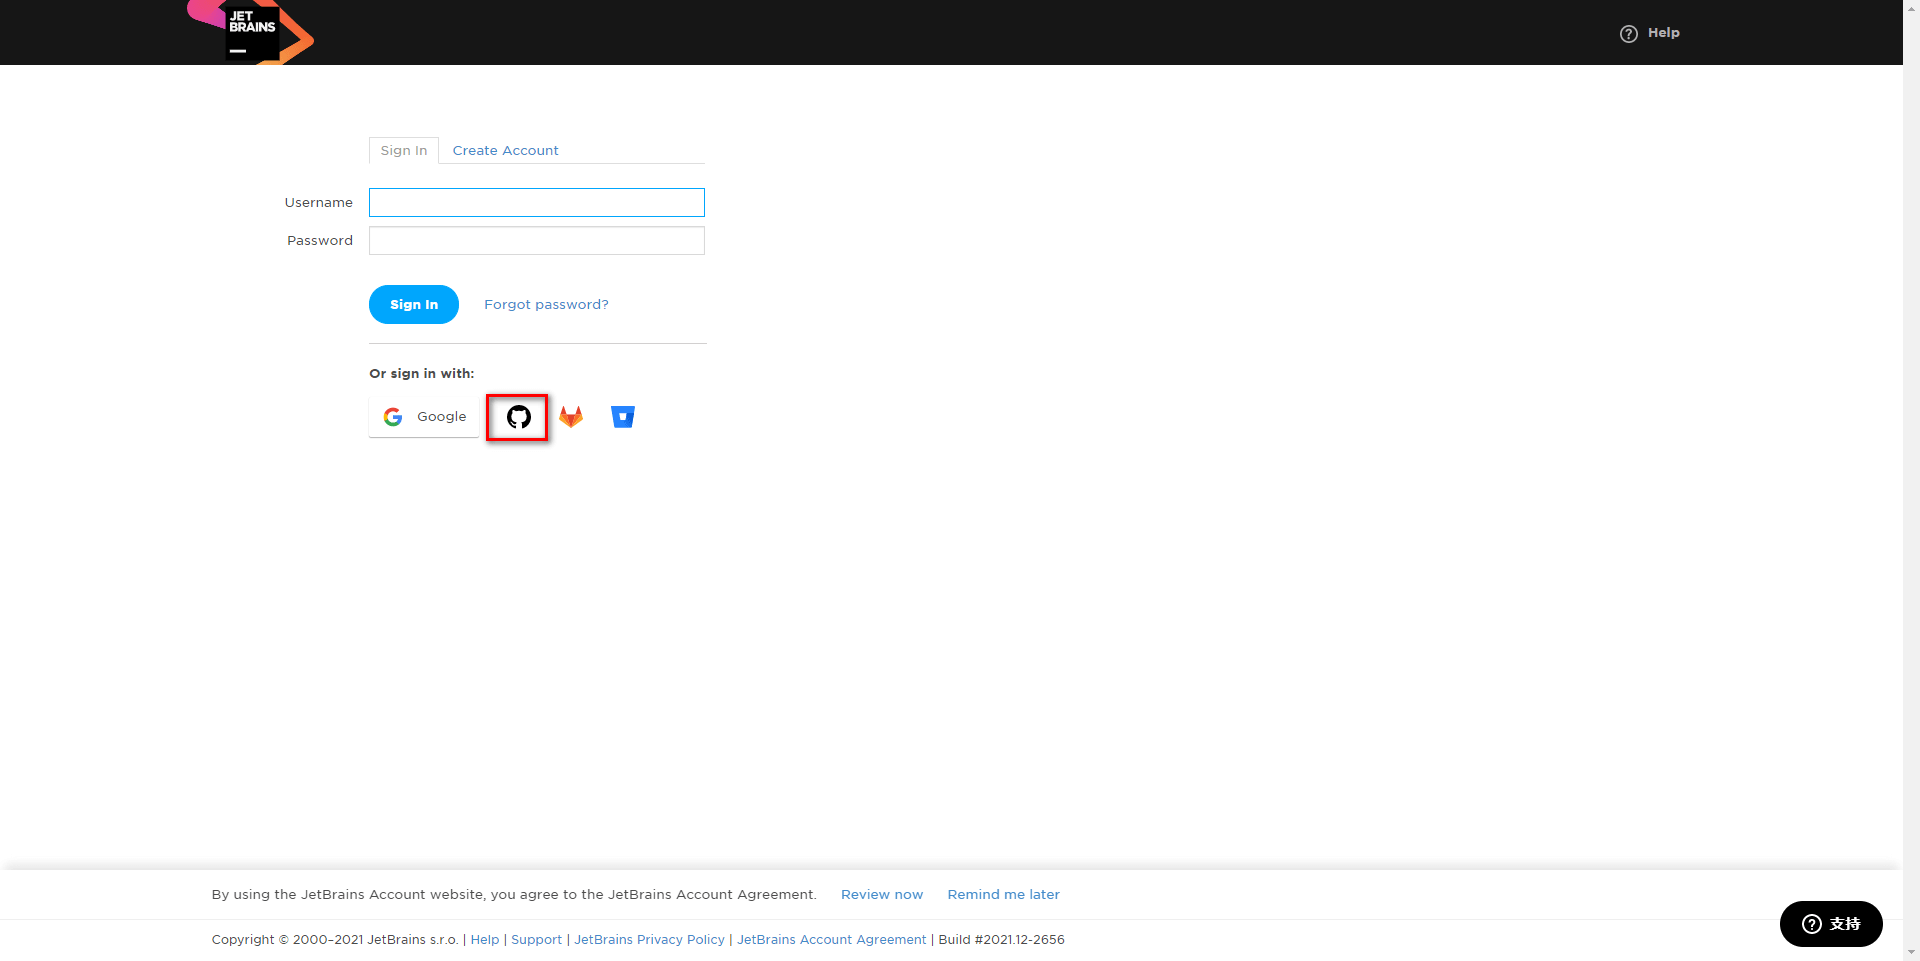 JET
BRAINS
Help
Sign In Create Account
Username
Password
Sign In Forgot password?
Or sign in with:
Google
By using the JetBrains Account website, you agree to the JetBrains Account Agreement. Review now Remind me later
支持
Copyright © 2000–2021 JetBrains s.r.o. | Help | Support | JetBrains Privacy Policy | JetBrains Account Agreement | Build #2021.12-2656